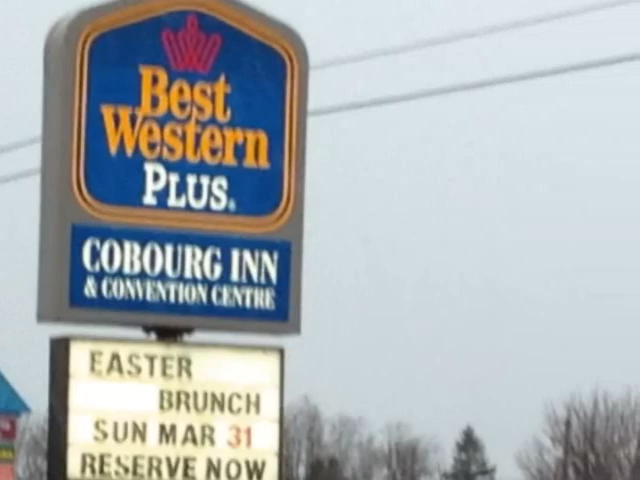 Best
Western
PLUS®
COBOURG INN
& CONVENTION CENTRE
EASTER
BRUNCH
SUN MAR 31
RESERVE NOW